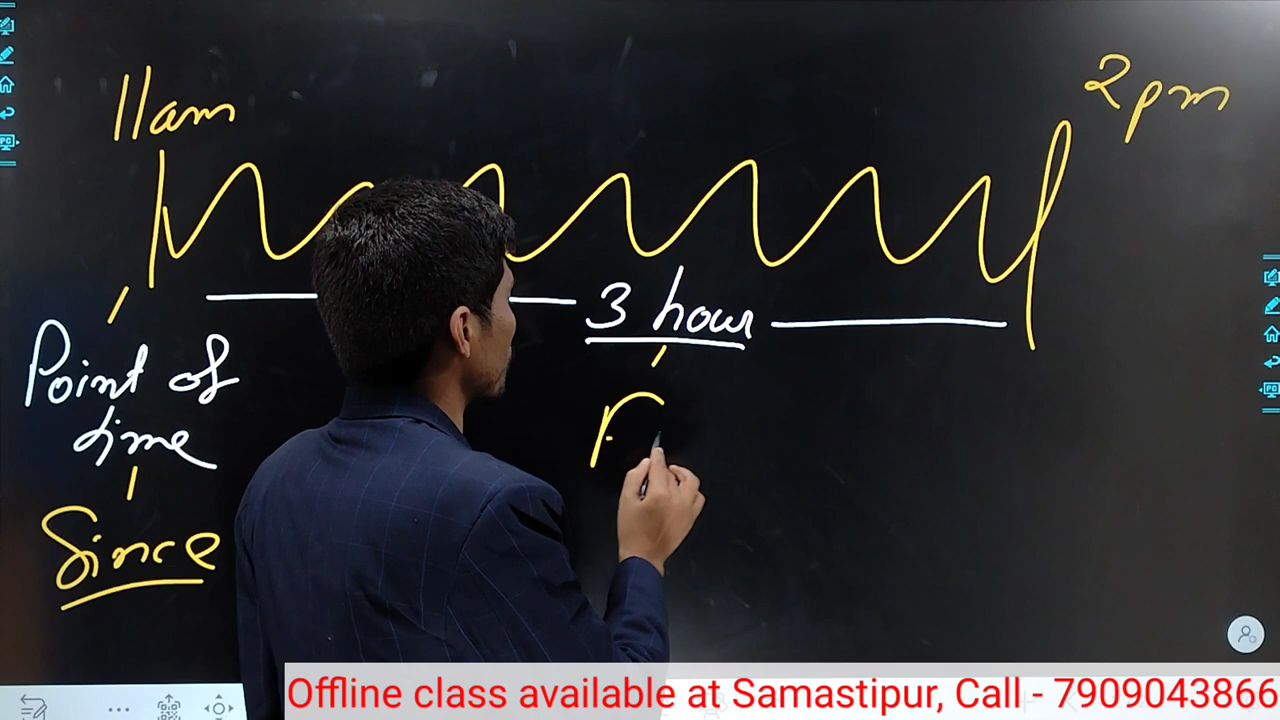 11am
2pm
3 hour
Point of
time
F
Since
Offline class available at Samastipur, Call - 7909043866